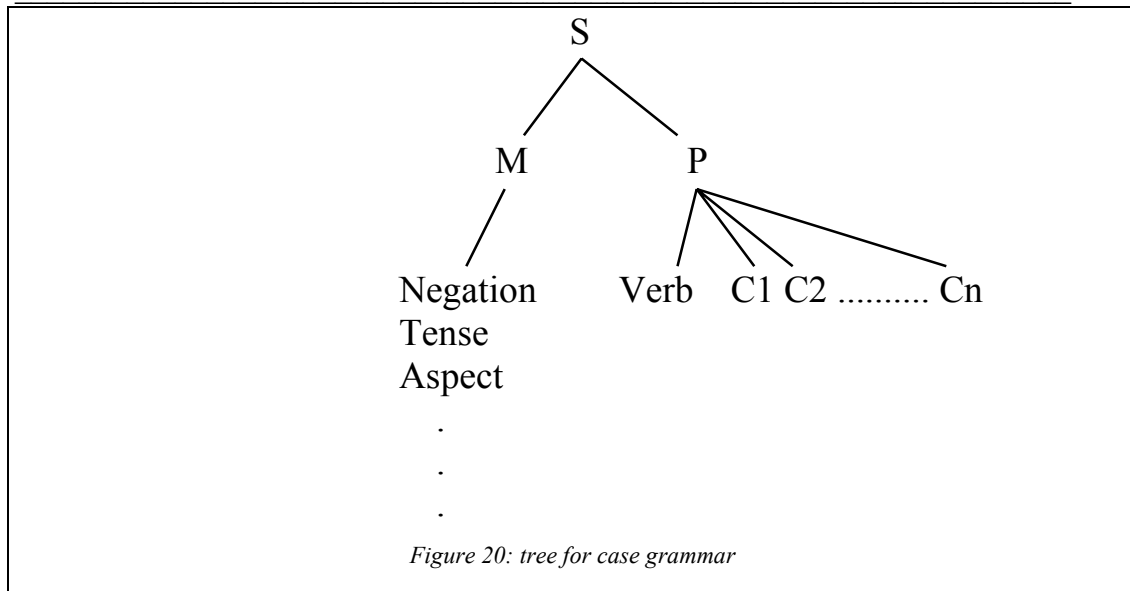 S
M P
Negation Verb C1 C2 .......... Cn
Tense
Aspect
.
.
.
Figure 20: tree for case grammar